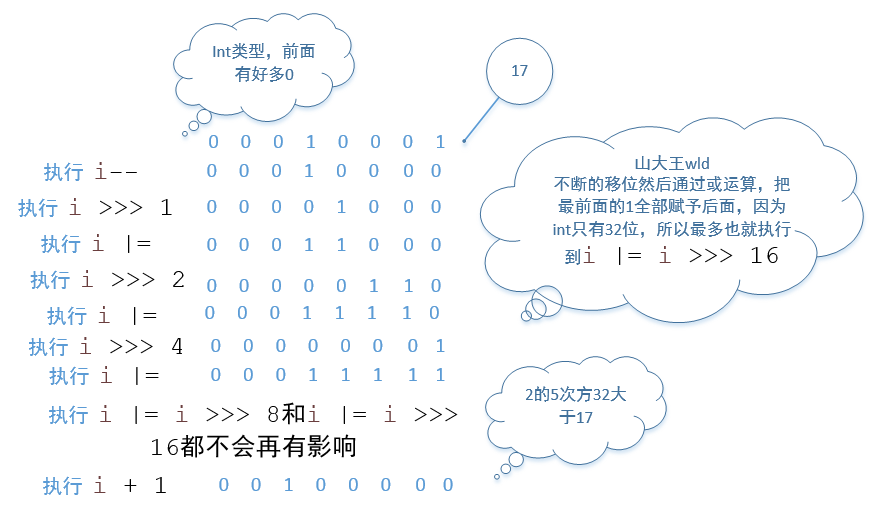 Int类型，前面
有好多0
17
0 0 0 1 0 0 0 1
执行 i-- 0 0 0 1 0 0 0 0
执行 i >>> 1 0 0 0 0 1 0 0 0
执行 i |= 0 0 0 1 1 0 0 0
执行 i >>> 2 0 0 0 0 0 1 1 0
执行 i |= 0 0 0 1 1 1 1 0
执行 i >>> 4 0 0 0 0 0 0 0 1
执行 i |= 0 0 0 1 1 1 1 1
执行 i |= i >>> 8和i |= i >>>
16都不会再有影响
执行 i + 1 0 0 1 0 0 0 0 0
山大王wld
不断的移位然后通过或运算，把
最前面的1全部赋予后面，因为
int只有32位，所以最多也就执行
到i |= i >>> 16
2的5次方32大
于17